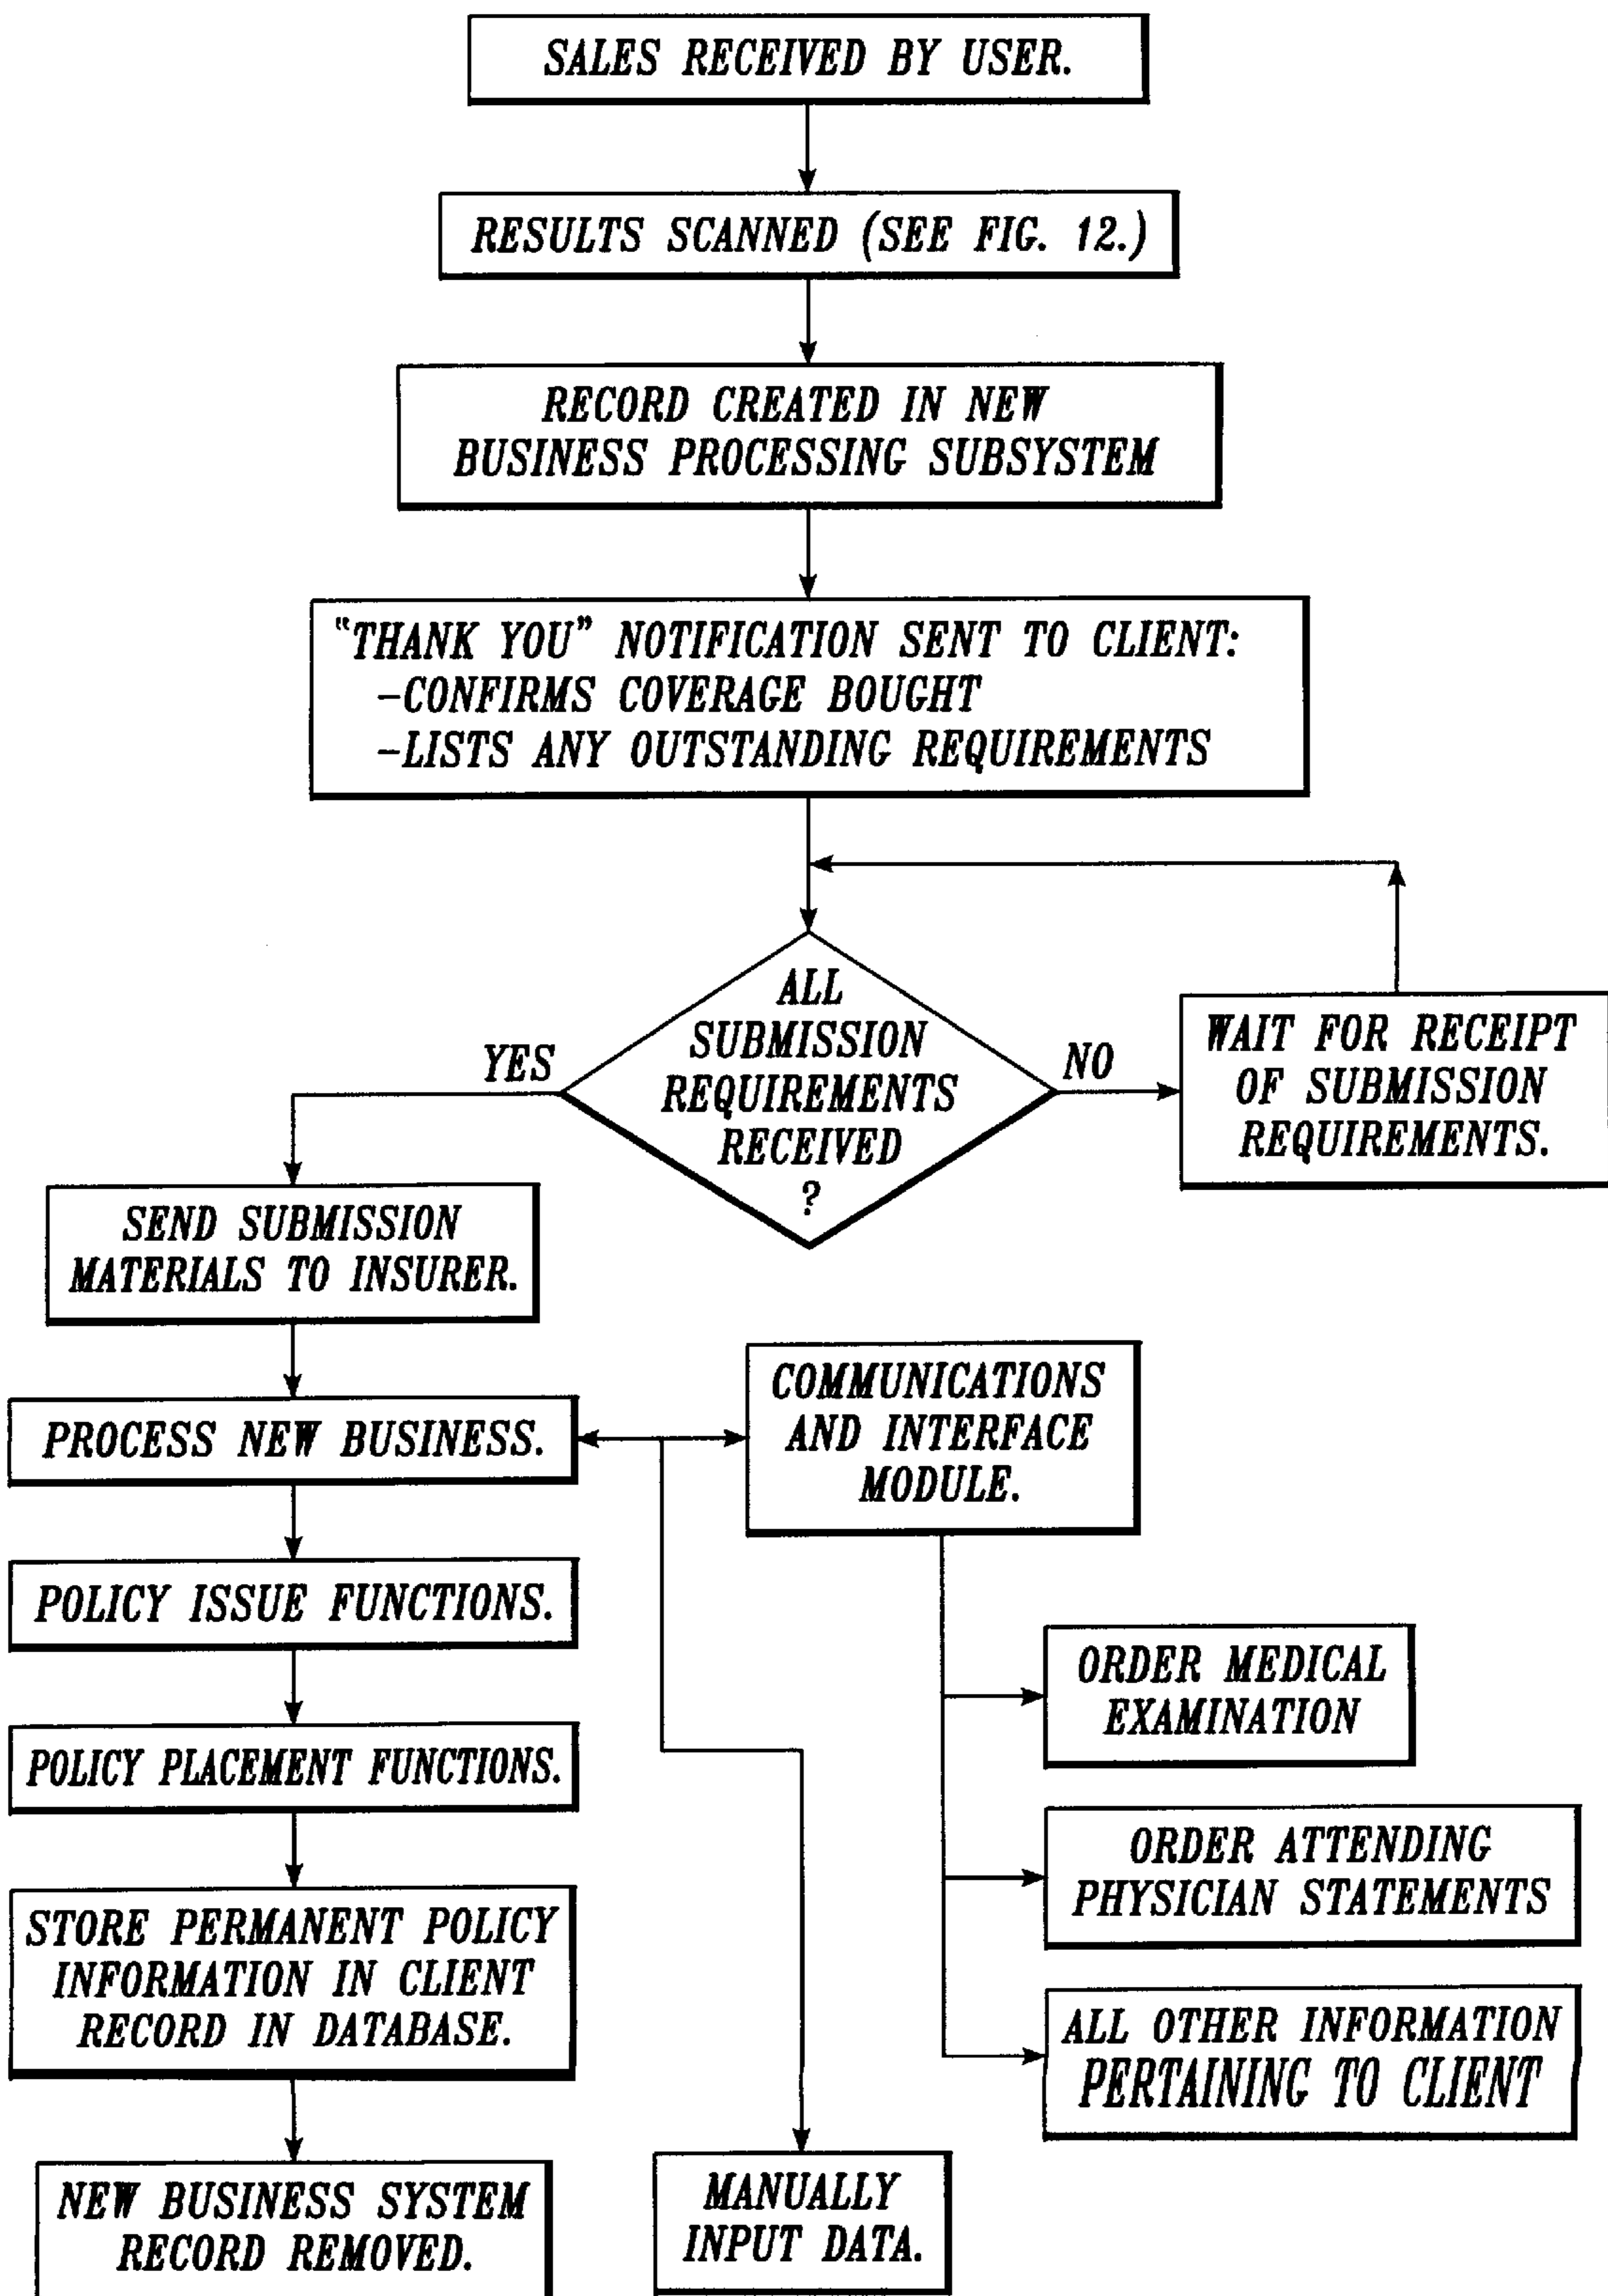 SALES RECEIVED BY USER.
RESULTS SCANNED (SEE FIG. 12.)
RECORD CREATED IN NEW
BUSINESS PROCESSING SUBSYSTEM
"THANK YOU" NOTIFICATION SENT TO CLIENT:
-CONFIRMS COVERAGE BOUGHT
-LISTS ANY OUTSTANDING REQUIREMENTS
ALL
SUBMISSION
REQUIREMENTS
RECEIVED
?
YES
NO
WAIT FOR RECEIPT
OF SUBMISSION
REQUIREMENTS.
SEND SUBMISSION
MATERIALS TO INSURER.
PROCESS NEW BUSINESS.
COMMUNICATIONS
AND INTERFACE
MODULE.
POLICY ISSUE FUNCTIONS.
ORDER MEDICAL
EXAMINATION
POLICY PLACEMENT FUNCTIONS.
ORDER ATTENDING
PHYSICIAN STATEMENTS
STORE PERMANENT POLICY
INFORMATION IN CLIENT
RECORD IN DATABASE.
ALL OTHER INFORMATION
PERTAINING TO CLIENT
NEW BUSINESS SYSTEM
RECORD REMOVED.
MANUALLY
INPUT DATA.